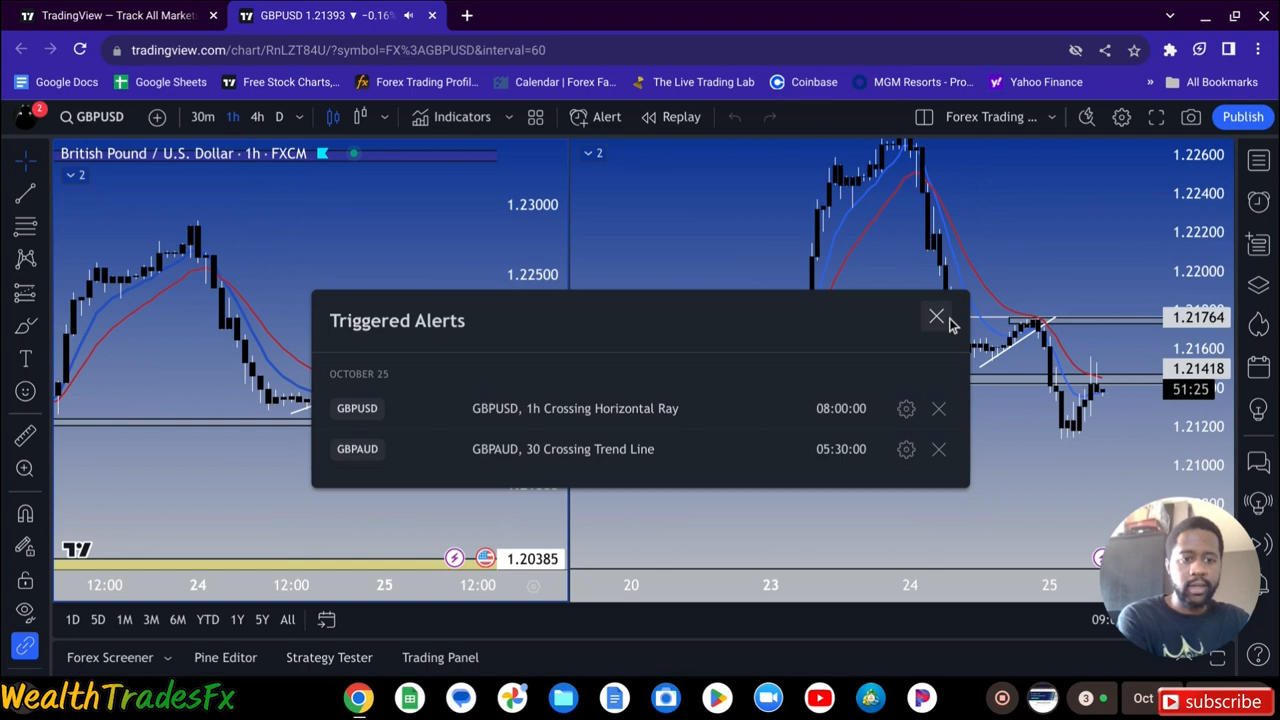 TradingView — Track All Market
GBPUSD 1.21393 ▼ −0.16%
tradingview.com/chart/RnLZT84U/?symbol=FX%3AGBPUSD&interval=60
Google Docs
Google Sheets
Free Stock Charts,...
Forex Trading Profil...
Calendar | Forex Fa...
The Live Trading Lab
Coinbase
MGM Resorts - Pro...
Yahoo Finance
»
All Bookmarks
2
GBPUSD
30m
1h
4h
D
Indicators
Alert
Replay
Forex Trading ...
Publish
British Pound / U.S. Dollar · 1h · FXCM
2
2
1.23000
1.22500
1.20385
1.22600
1.22400
1.22200
1.22000
1.21764
1.21600
1.21418
51:25
1.21200
1.21000
Triggered Alerts
OCTOBER 25
GBPUSD
GBPUSD, 1h Crossing Horizontal Ray
08:00:00
GBPAUD
GBPAUD, 30 Crossing Trend Line
05:30:00
12:00
24
12:00
25
12:00
20
23
24
25
1D
5D
1M
3M
6M
YTD
1Y
5Y
All
Forex Screener
Pine Editor
Strategy Tester
Trading Panel
WealthTradesFx
3
Oct
subscribe